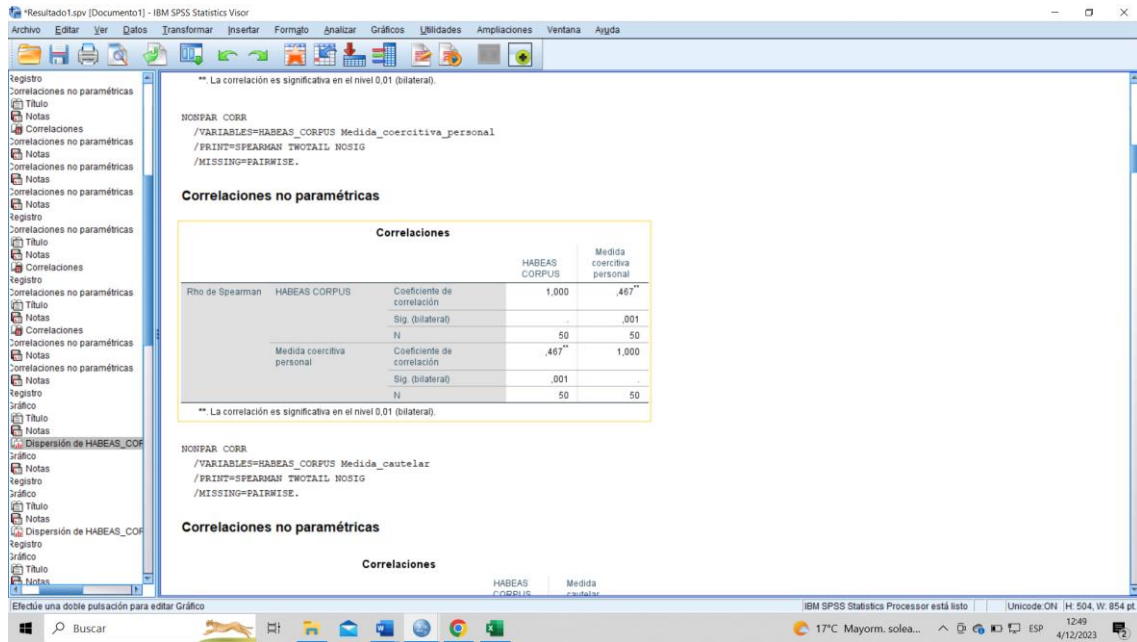 *Resultado1.spv [Documento1] - IBM SPSS Statistics Visor
Archivo Editar Ver Datos Transformar Insertar Formato Analizar Gráficos Utilidades Ampliaciones Ventana Ayuda
Registro
Correlaciones no paramétricas
Título
Notas
Correlaciones
Correlaciones no paramétricas
Notas
Correlaciones no paramétricas
Notas
Correlaciones no paramétricas
Notas
Registro
Correlaciones no paramétricas
Título
Notas
Correlaciones
Registro
Correlaciones no paramétricas
Título
Notas
Correlaciones
Correlaciones no paramétricas
Notas
Correlaciones no paramétricas
Notas
Registro
Gráfico
Título
Notas
Dispersión de HABEAS_COR
Gráfico
Notas
Registro
Gráfico
Título
Notas
Dispersión de HABEAS_COR
Registro
Gráfico
Título
Notas
**. La correlación es significativa en el nivel 0,01 (bilateral).
NONPAR CORR
/VARIABLES=HABEAS_CORPUS Medida_coercitiva_personal
/PRINT=SPEARMAN TWOTAIL NOSIG
/MISSING=PAIRWISE.
Correlaciones no paramétricas
Correlaciones
HABEAS CORPUS Medida coercitiva personal
Rho de Spearman HABEAS CORPUS Coeficiente de correlación 1,000 ,467**
Sig. (bilateral) . ,001
N 50 50
Medida coercitiva personal Coeficiente de correlación ,467** 1,000
Sig. (bilateral) ,001 .
N 50 50
**. La correlación es significativa en el nivel 0,01 (bilateral).
NONPAR CORR
/VARIABLES=HABEAS_CORPUS Medida_cautelar
/PRINT=SPEARMAN TWOTAIL NOSIG
/MISSING=PAIRWISE.
Correlaciones no paramétricas
Correlaciones
HABEAS Medida
CORPUS cautelar
Efectúe una doble pulsación para editar Gráfico
IBM SPSS Statistics Processor está listo Unicode:ON H: 504, W: 854 pt.
Buscar
17°C Mayorm. solea... ESP 12:49
4/12/2023